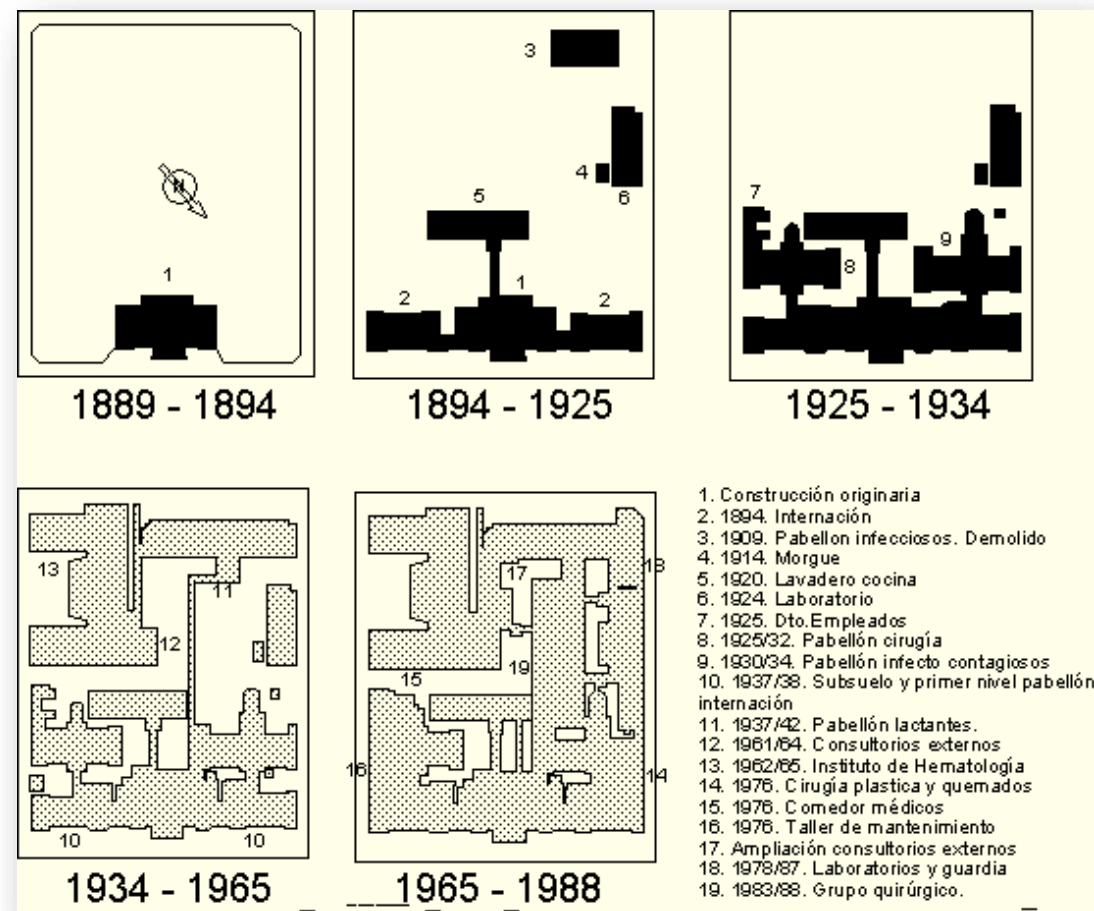 N
1
1889 - 1894
3
4
6
5
2
1
2
1894 - 1925
7
9
8
1925 - 1934
13
11
12
10
10
1934 - 1965
17
18
19
15
16
14
1965 - 1988
1. Construcción originaria
2. 1894. Internación
3. 1909. Pabellon infecciosos. Demolido
4. 1914. Morgue
5. 1920. Lavadero cocina
6. 1924. Laboratorio
7. 1925. Dto.Empleados
8. 1925/32. Pabellón cirugía
9. 1930/34. Pabellón infecto contagiosos
10. 1937/38. Subsuelo y primer nivel pabellón
internación
11. 1937/42. Pabellón lactantes.
12. 1961/64. Consultorios externos
13. 1962/65. Instituto de Hematología
14. 1976. Cirugía plastica y quemados
15. 1976. Comedor médicos
16. 1976. Taller de mantenimiento
17. Ampliación consultorios externos
18. 1978/87. Laboratorios y guardia
19. 1983/88. Grupo quirúrgico.